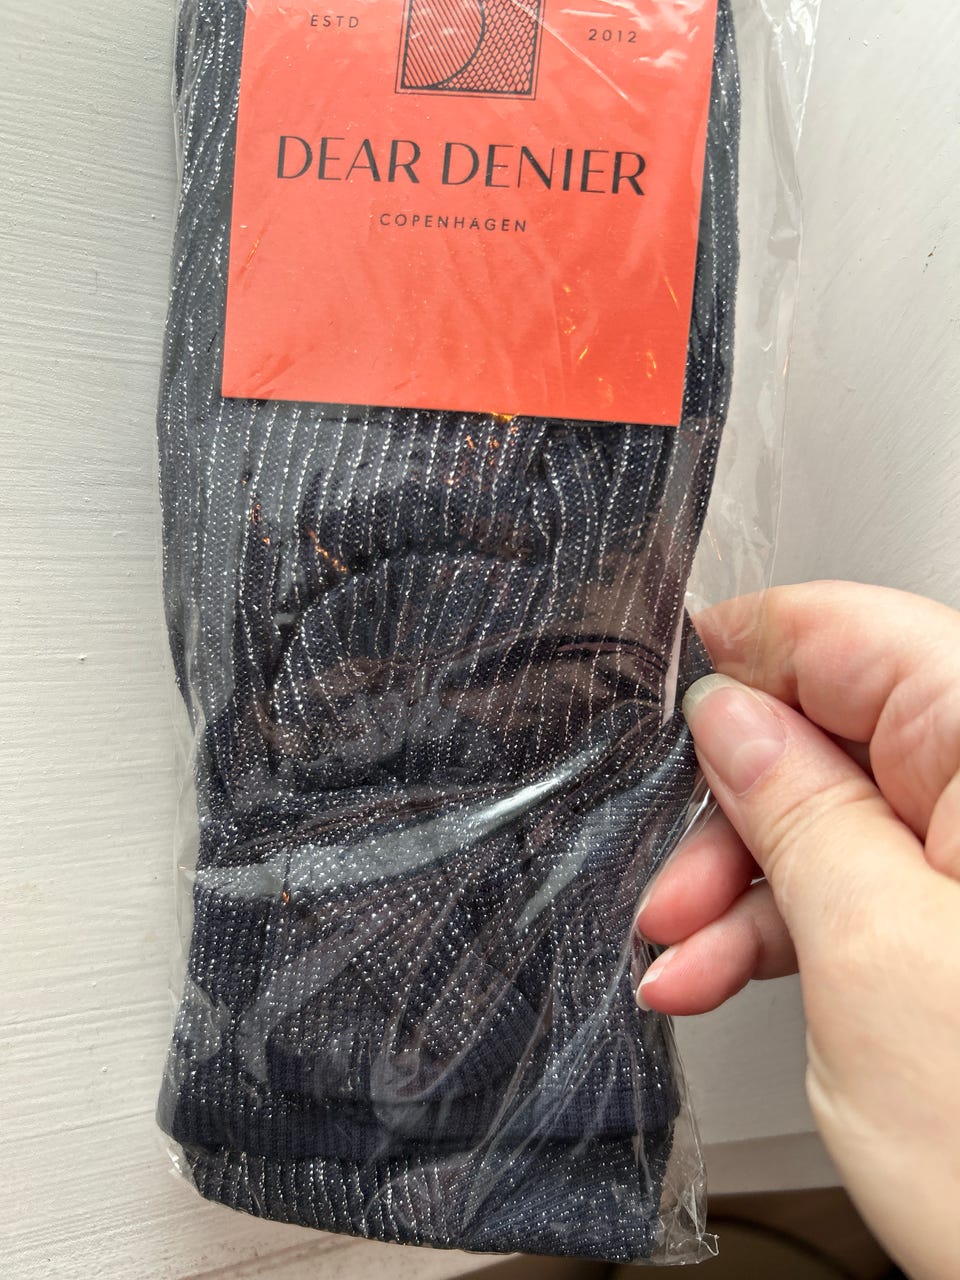 ESTD 2012
DEAR DENIER
COPENHAGEN